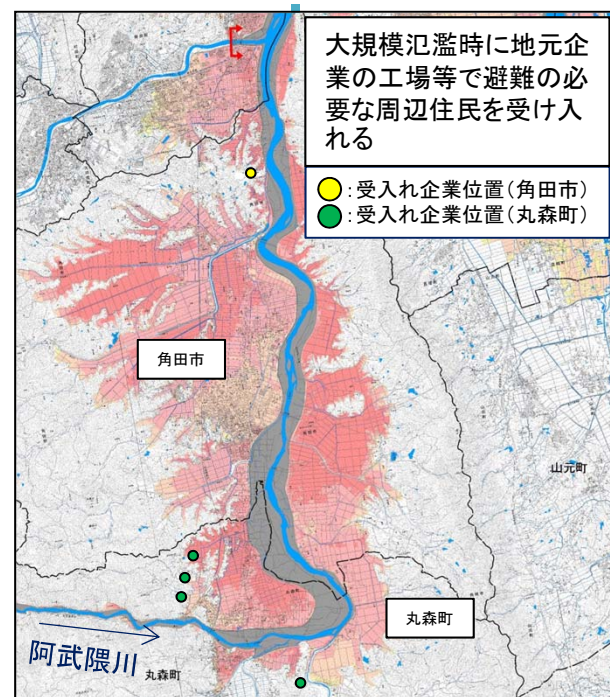 大規模氾濫時に地元企
業の工場等で避難の必
要な周辺住民を受け入
れる
：受入れ企業位置（角田市）
：受入れ企業位置（丸森町）
角田市
山元町
丸森町
阿武隈川
丸森町